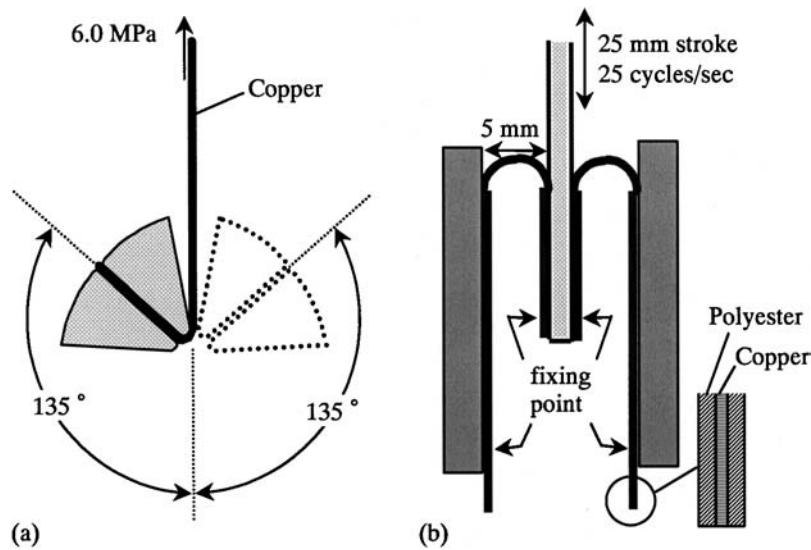 6.0 MPa
Copper
135 °
135 °
(a)
25 mm stroke
25 cycles/sec
5 mm
fixing
point
Polyester
Copper
(b)